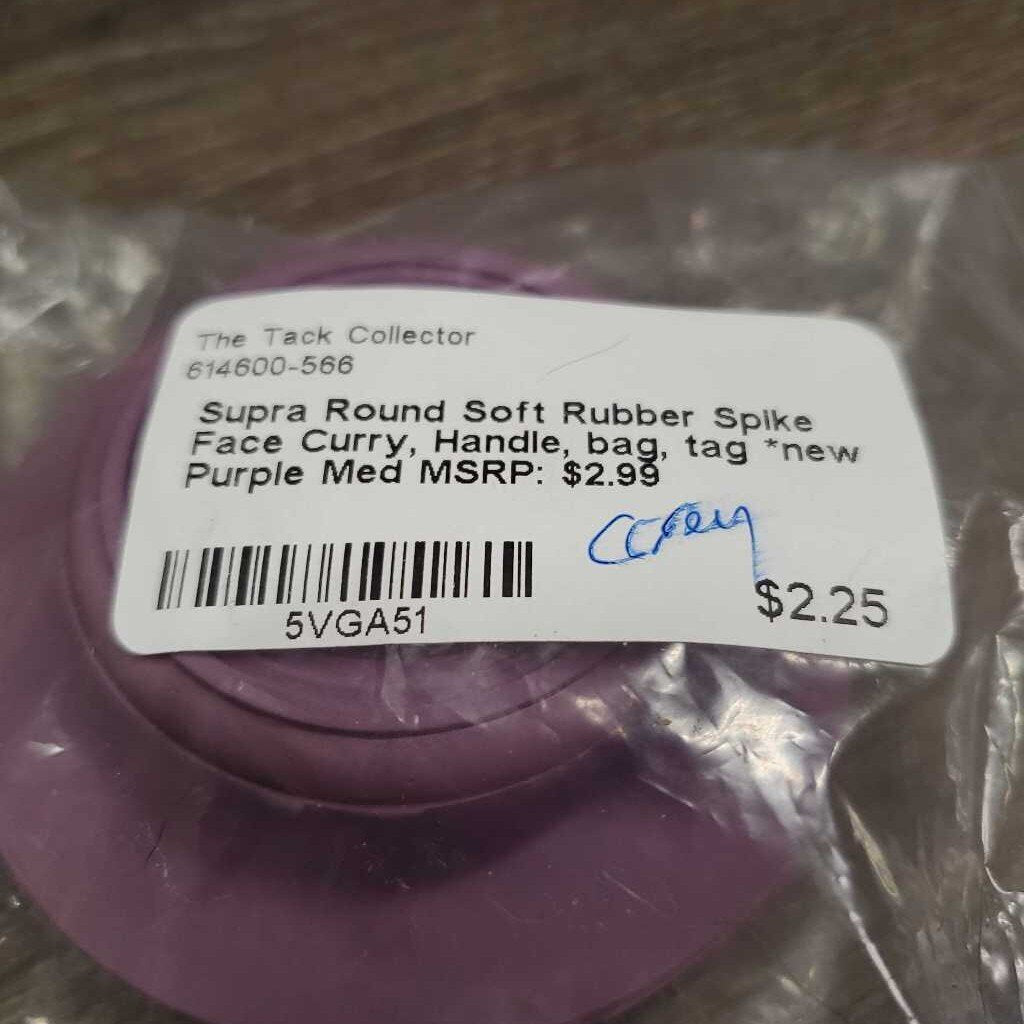 The Tack Collector
614600-566
Supra Round Soft Rubber Spike
Face Curry, Handle, bag, tag *new
Purple Med MSRP: $2.99
5VGA51
$2.25